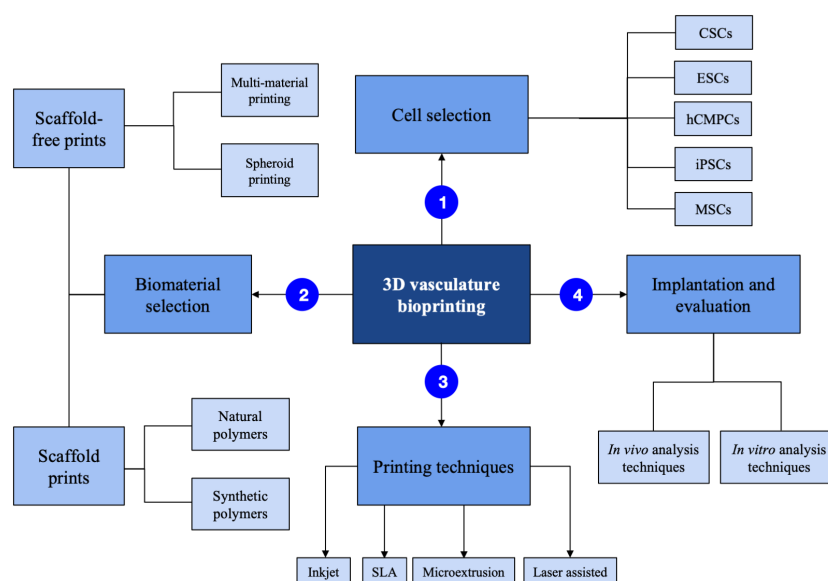 CSCs
ESCs
hCMPCs
iPSCs
MSCs
Cell selection
1
Scaffold-
free prints
Multi-material
printing
Spheroid
printing
Biomaterial
selection
2
3D vasculature
bioprinting
4
Implantation and
evaluation
3
Scaffold
prints
Natural
polymers
Synthetic
polymers
Printing techniques
In vivo analysis
techniques
In vitro analysis
techniques
Inkjet
SLA
Microextrusion
Laser assisted